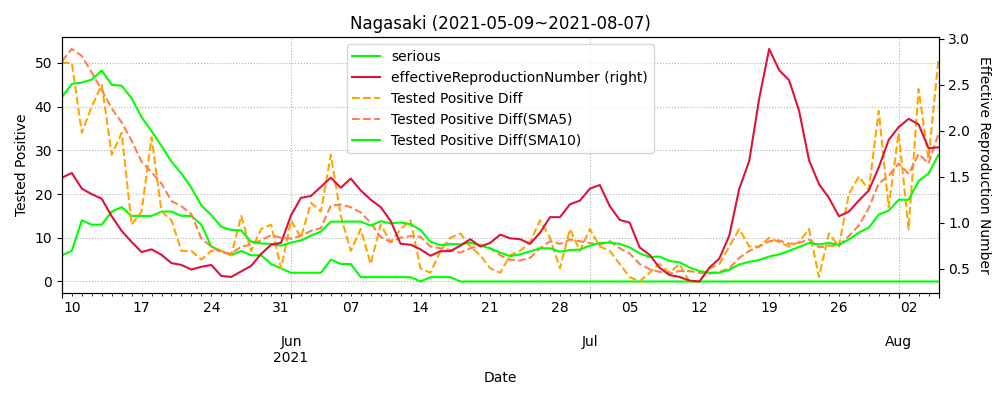 Nagasaki (2021-05-09~2021-08-07)
serious
effectiveReproductionNumber (right)
Tested Positive Diff
Tested Positive Diff(SMA5)
Tested Positive Diff(SMA10)
Tested Positive
50
40
30
20
10
0
3.0
2.5
2.0
1.5
1.0
0.5
Effective Reproduction Number
10 17 24 31 07 14 21 28 05 12 19 26 02
Jun Jul Aug
2021
Date